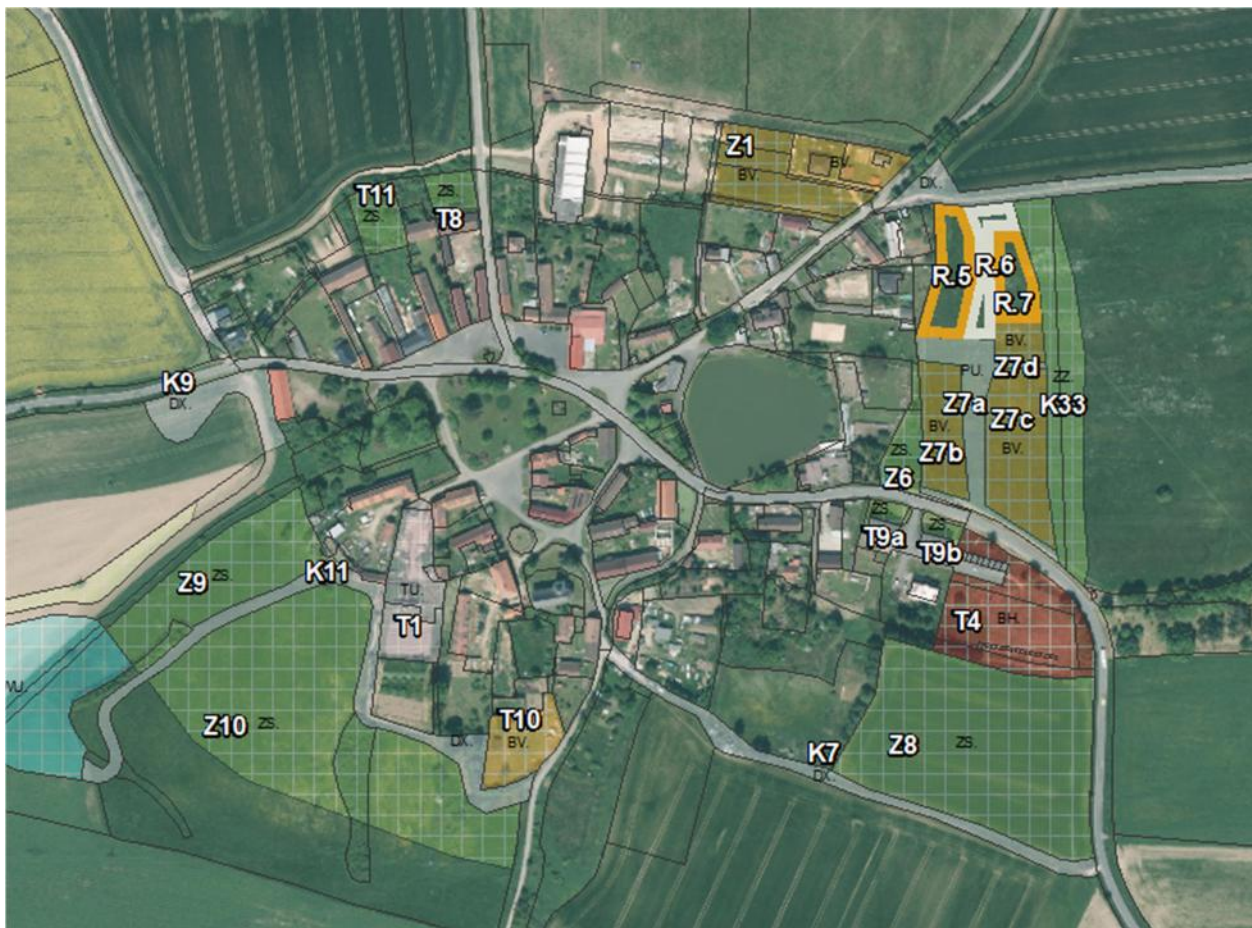 Z1
BV.
BV.
DX.
T11
ZS.
ZS.
T8
R.5
R.6
R.7
BV.
Z7d
PU.
ZZ.
K9
DX.
Z7a
K33
Z7c
BV.
BV.
Z7b
ZS.
Z6
ZS.
ZS.
T9a
T9b
K11
Z9
ZS.
TU.
T1
T4
BH.
WU.
Z10
ZS.
T10
BV.
DX.
K7
DX.
Z8
ZS.